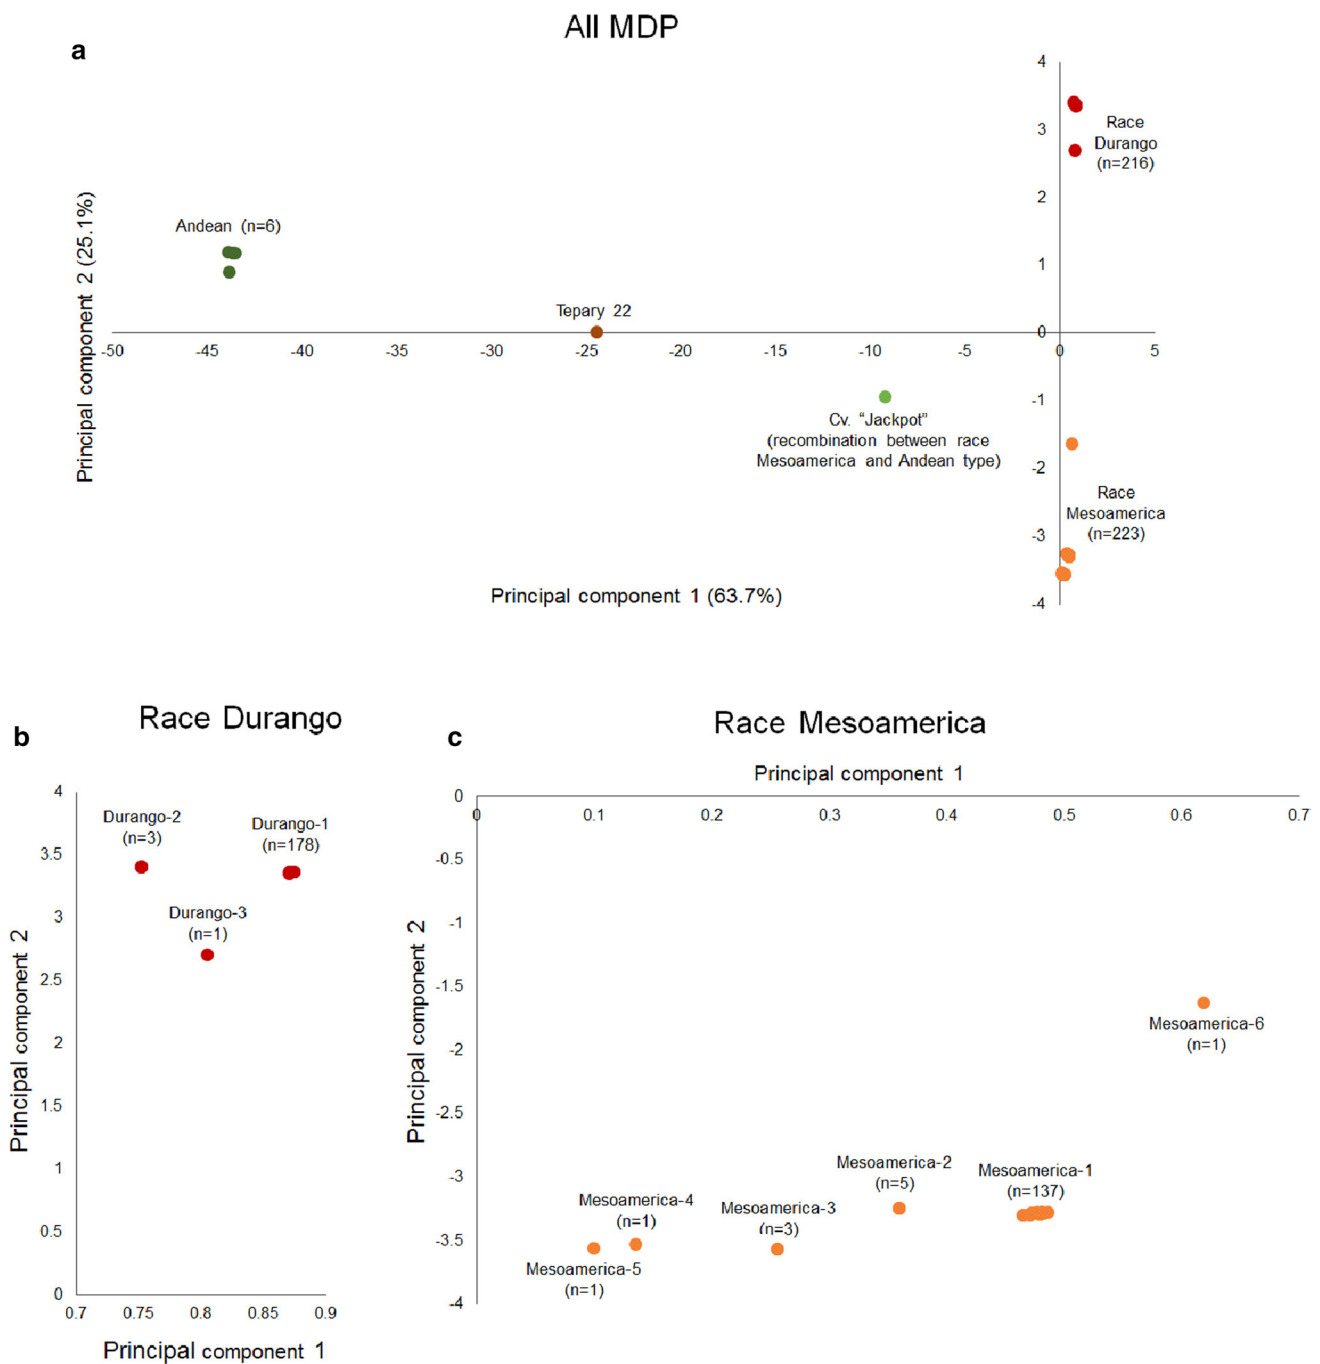 All MDP
a
4
3
2
1
0
-1
-2
-3
-4
Race
Durango
(n=216)
Andean (n=6)
Tepary 22
-50 -45 -40 -35 -30 -25 -20 -15 -10 -5 0 5
Cv. “Jackpot”
(recombination between race
Mesoamerica and Andean type)
Race
Mesoamerica
(n=223)
Principal component 2 (25.1%)
Principal component 1 (63.7%)
Race Durango
b
4
3.5
3
2.5
2
1.5
1
0.5
0
Durango-2
(n=3)
Durango-1
(n=178)
Durango-3
(n=1)
0.7 0.75 0.8 0.85 0.9
Principal component 2
Principal component 1
Race Mesoamerica
c
Principal component 1
0 0.1 0.2 0.3 0.4 0.5 0.6 0.7
0
-0.5
-1
-1.5
-2
-2.5
-3
-3.5
-4
Principal component 2
Mesoamerica-6
(n=1)
Mesoamerica-2
(n=5)
Mesoamerica-1
(n=137)
Mesoamerica-4
(n=1)
Mesoamerica-3
(n=3)
Mesoamerica-5
(n=1)